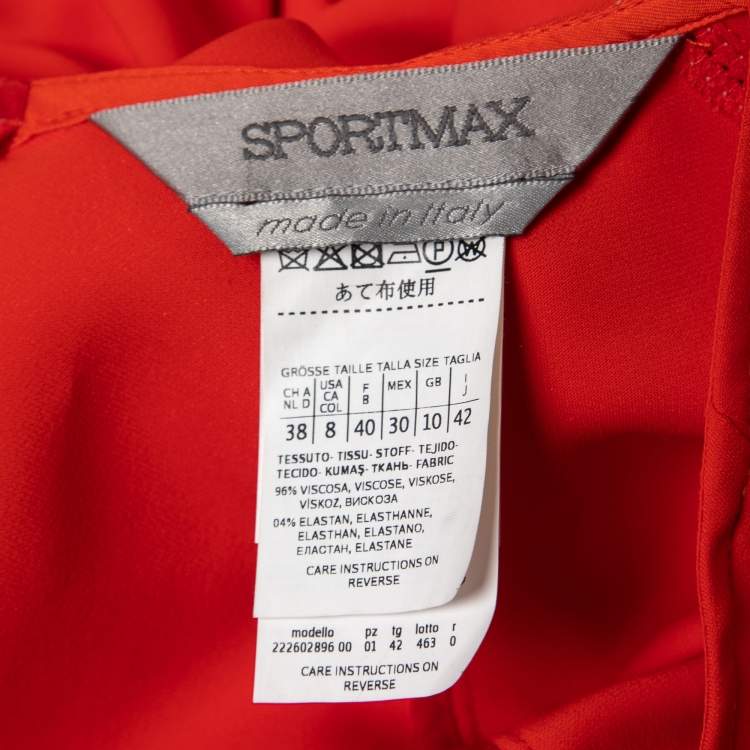 SPORTMAX
made in italy
あて布使用
GRÖSSE TAILLE TALLA SIZE TAGLIA
CH A NL D USA CA COL F B MEX GB I J
38 8 40 30 10 42
TESSUTO- TISSU- STOFF- TEJIDO-
TECIDO- KUMAŞ- ТКАНЬ- FABRIC
96% VISCOSA, VISCOSE, VISKOSE,
VİSKOZ, ВИСКОЗА
04% ELASTAN, ELASTHANNE,
ELASTHAN, ELASTANO,
ЕЛАСТАН, ELASTANE
CARE INSTRUCTIONS ON
REVERSE
modello pz tg lotto r
222602896 00 01 42 463 0
CARE INSTRUCTIONS ON
REVERSE